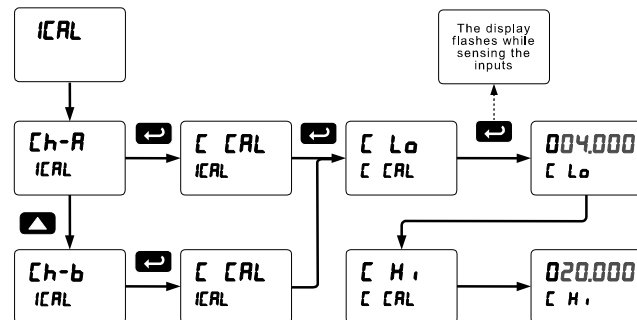 ICAL
The display
flashes while
sensing the
inputs
Ch-A
ICAL
C CAL
ICAL
C Lo
C CAL
004.000
C Lo
Ch-b
ICAL
C CAL
ICAL
C Hi
C CAL
020.000
C Hi